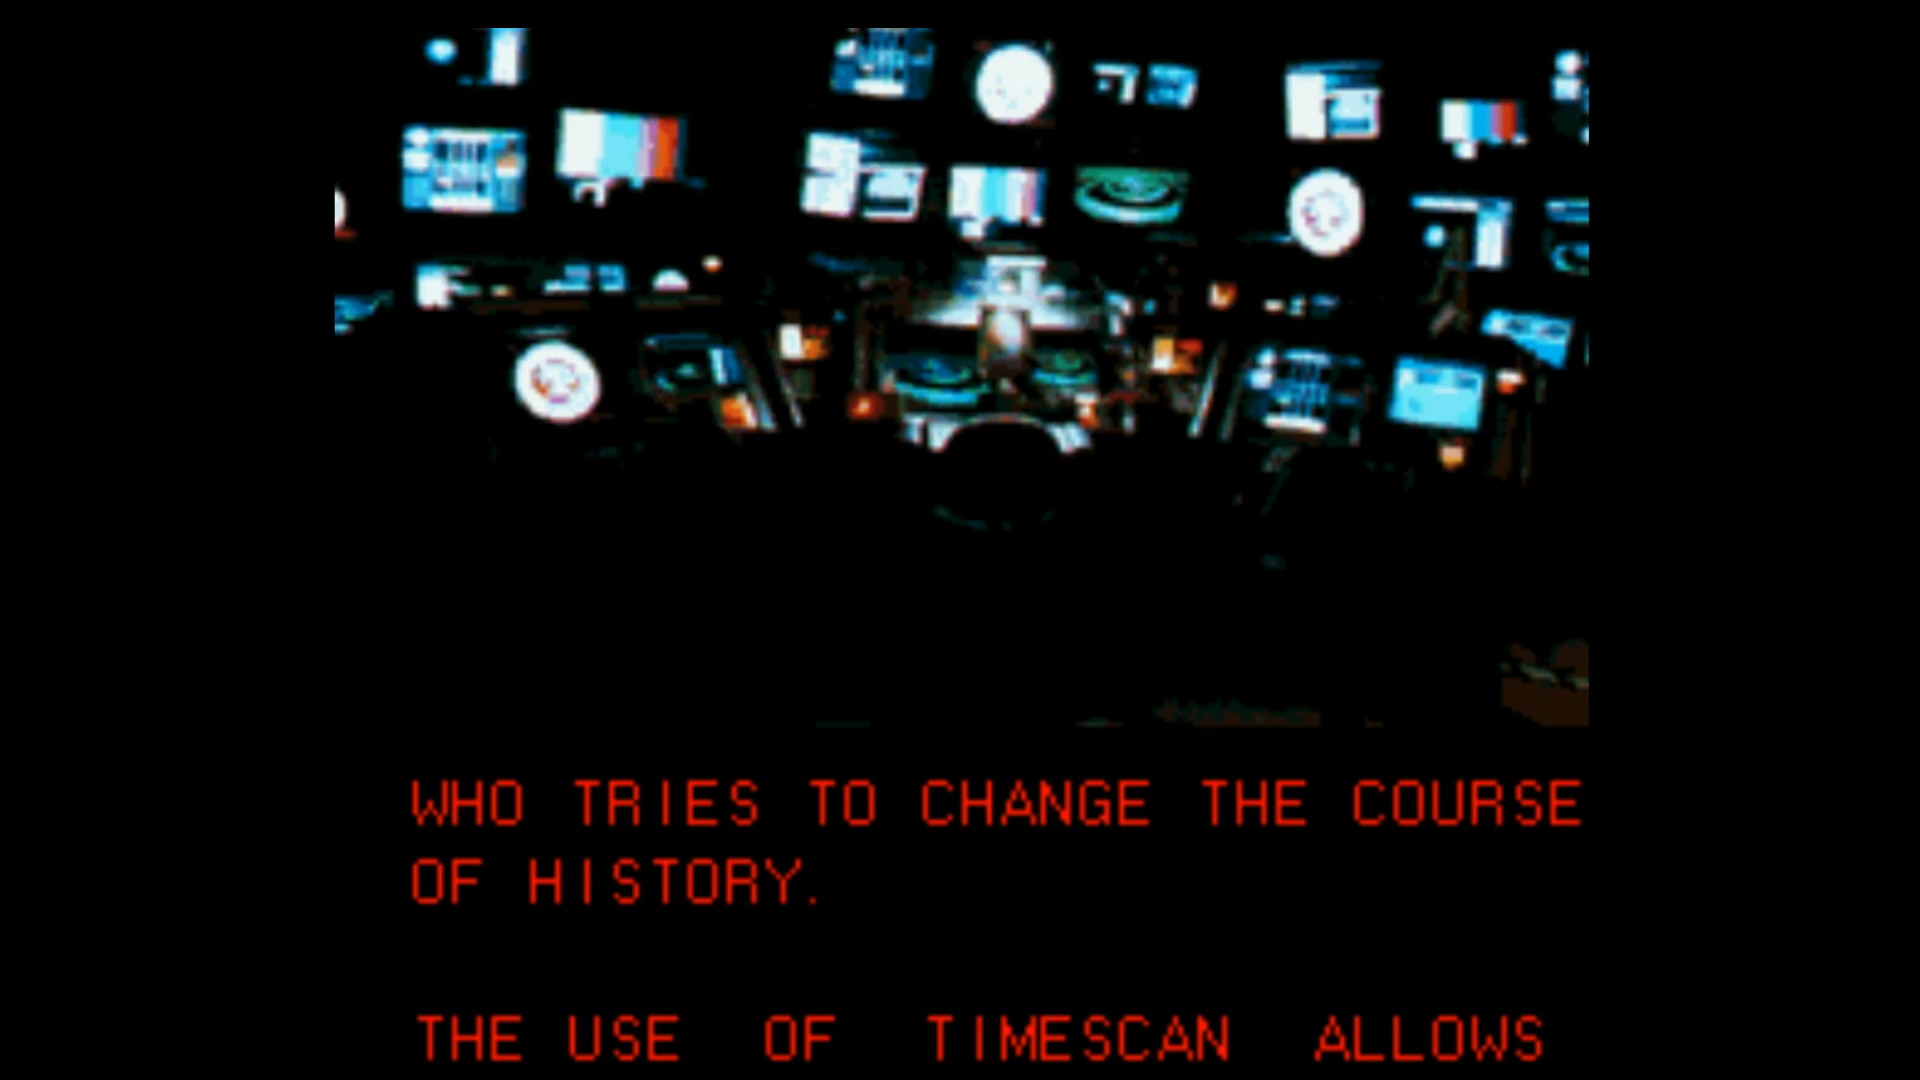 WHO TRIES TO CHANGE THE COURSE
OF HISTORY.
THE USE OF TIMESCAN ALLOWS